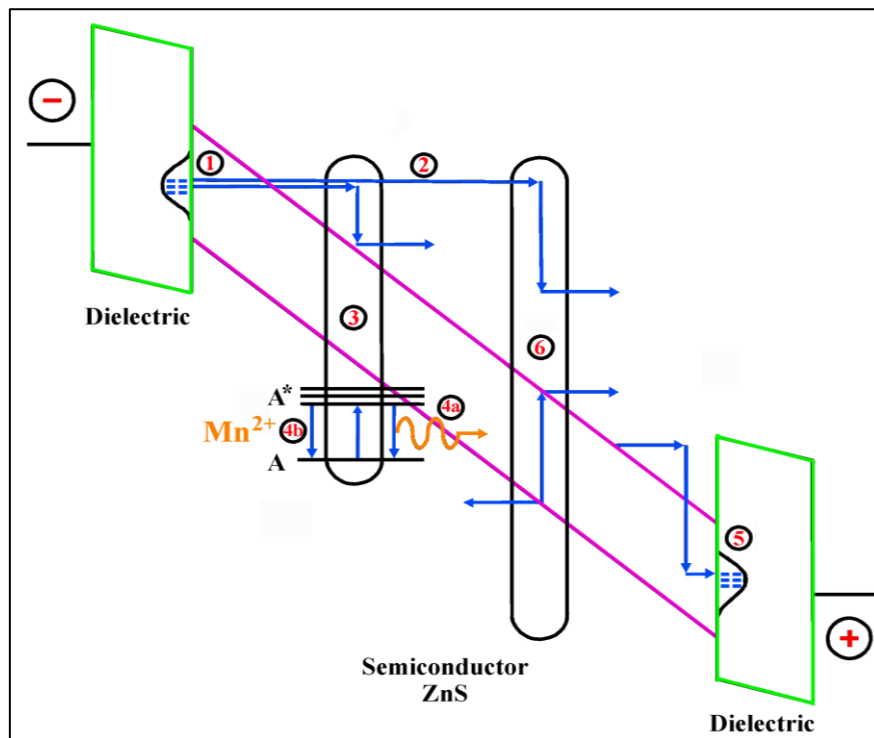 −
1
2
Dielectric
3
6
A*
4a
Mn²⁺
4b
A
5
Semiconductor
ZnS
+
Dielectric